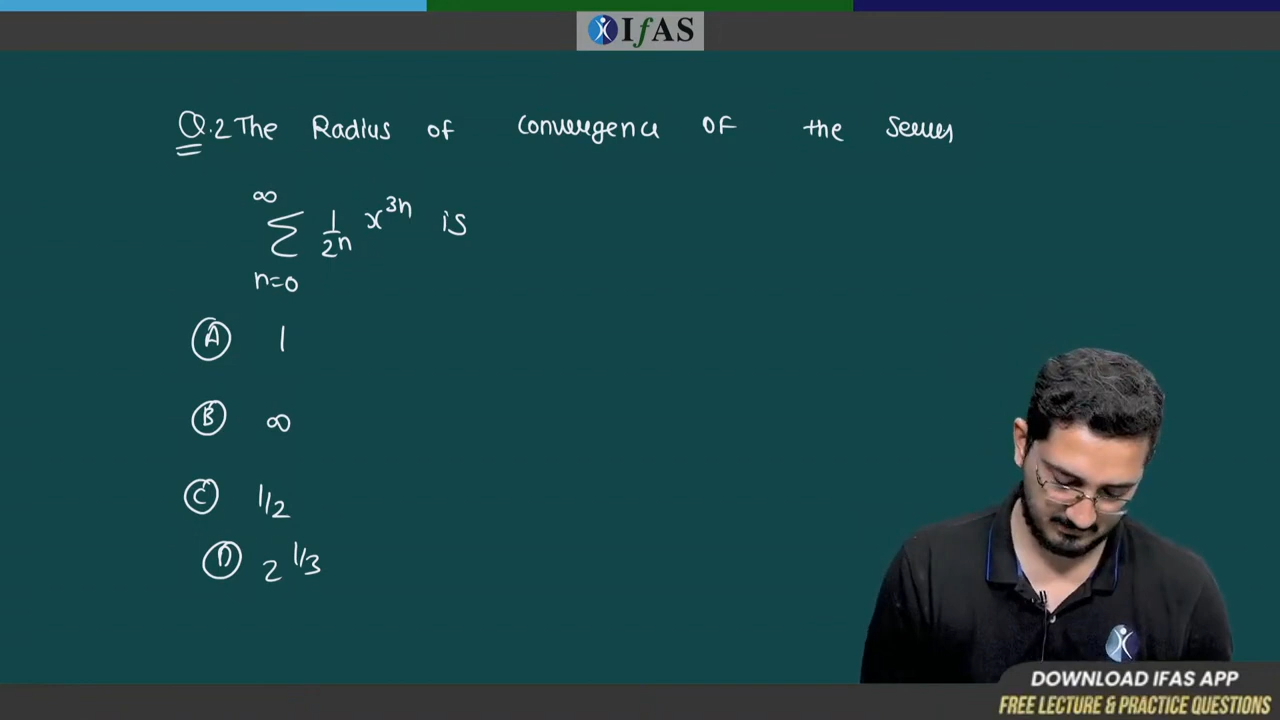 IfAS
Q.2 The Radius of Convergence OF the Series
∞
∑ 1/2ⁿ x³ⁿ is
n=0
A 1
B ∞
C 1/2
D 2^1/3
DOWNLOAD IFAS APP
FREE LECTURE & PRACTICE QUESTIONS